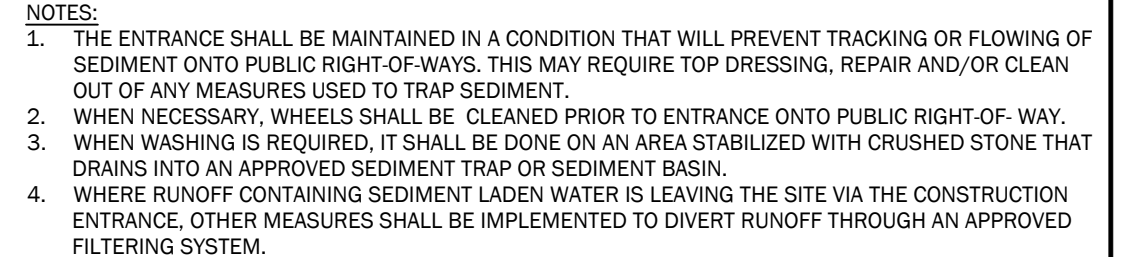 NOTES:
1. THE ENTRANCE SHALL BE MAINTAINED IN A CONDITION THAT WILL PREVENT TRACKING OR FLOWING OF
SEDIMENT ONTO PUBLIC RIGHT-OF-WAYS. THIS MAY REQUIRE TOP DRESSING, REPAIR AND/OR CLEAN
OUT OF ANY MEASURES USED TO TRAP SEDIMENT.
2. WHEN NECESSARY, WHEELS SHALL BE CLEANED PRIOR TO ENTRANCE ONTO PUBLIC RIGHT-OF- WAY.
3. WHEN WASHING IS REQUIRED, IT SHALL BE DONE ON AN AREA STABILIZED WITH CRUSHED STONE THAT
DRAINS INTO AN APPROVED SEDIMENT TRAP OR SEDIMENT BASIN.
4. WHERE RUNOFF CONTAINING SEDIMENT LADEN WATER IS LEAVING THE SITE VIA THE CONSTRUCTION
ENTRANCE, OTHER MEASURES SHALL BE IMPLEMENTED TO DIVERT RUNOFF THROUGH AN APPROVED
FILTERING SYSTEM.